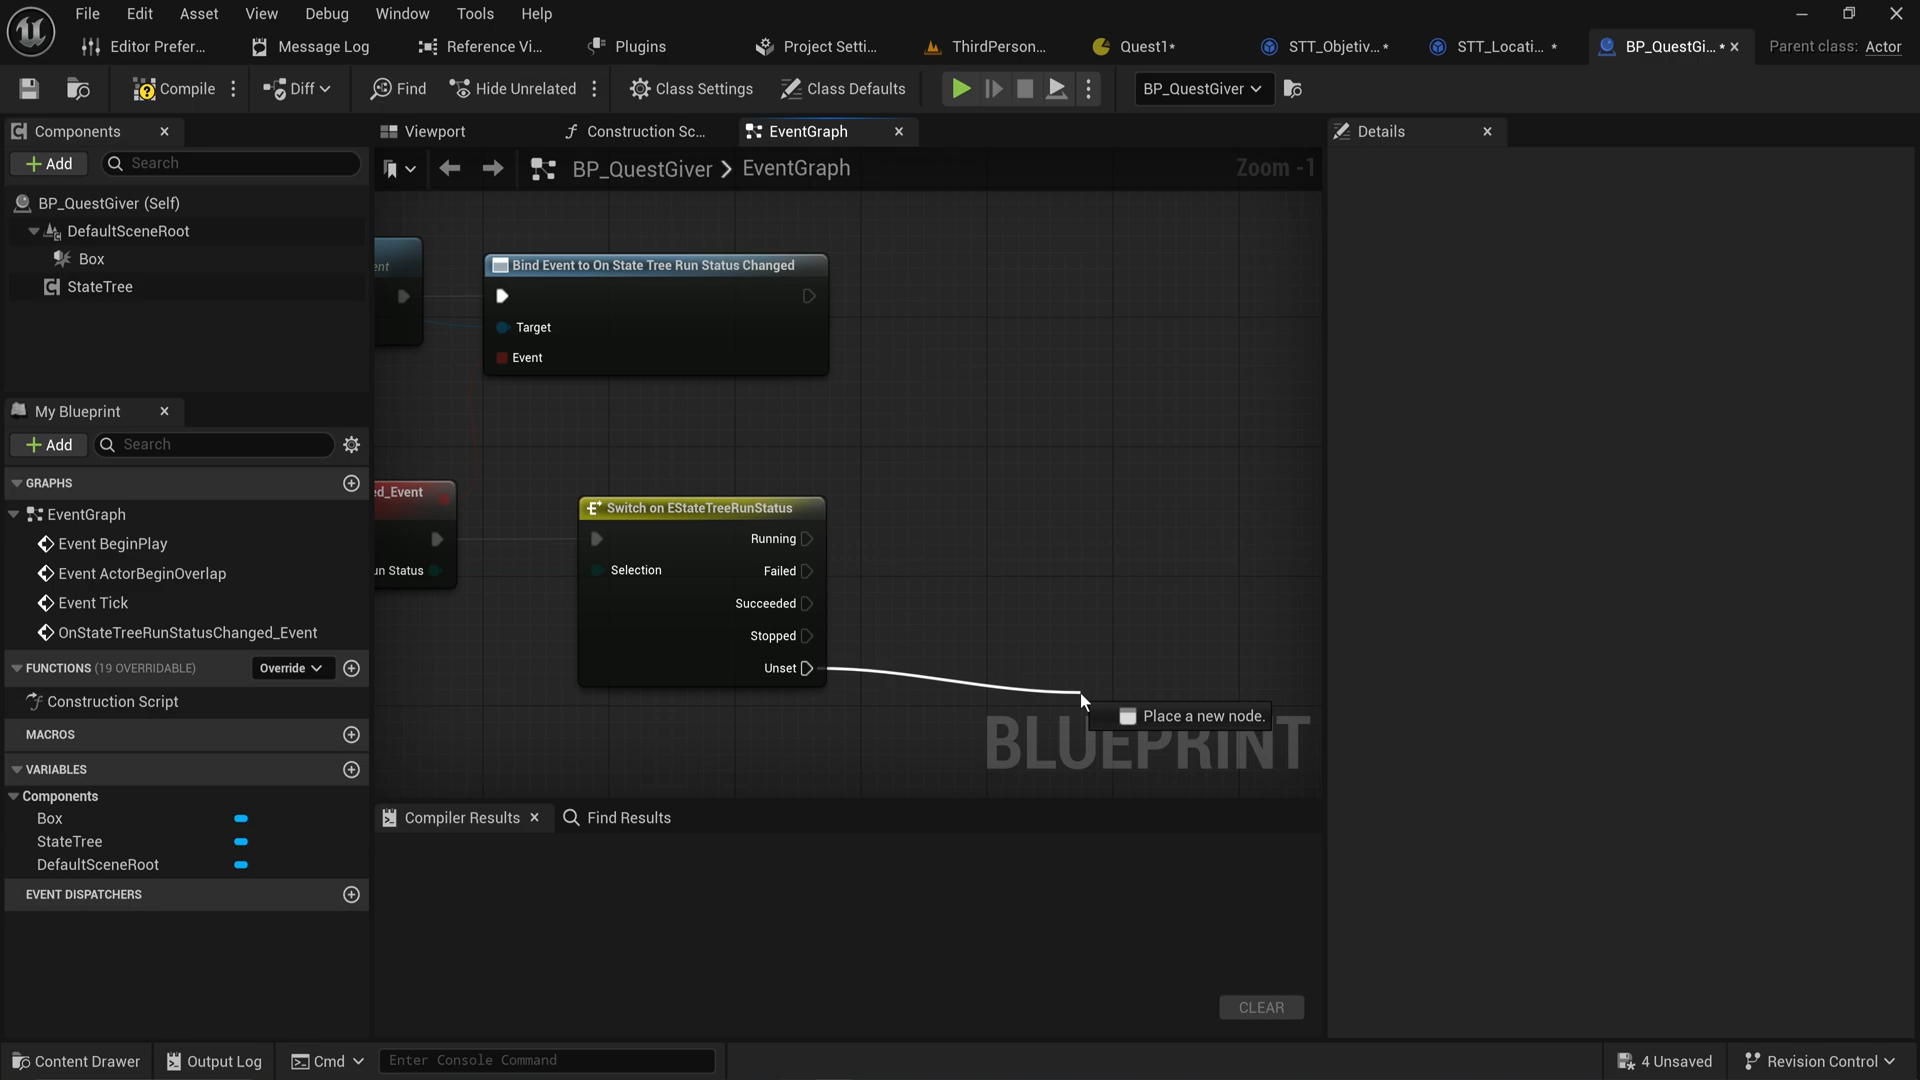 File Edit Asset View Debug Window Tools Help
Editor Prefer... Message Log Reference Vi... Plugins Project Setti... ThirdPerson... Quest1* STT_Objetiv...* STT_Locati... * BP_QuestGi...* Parent class: Actor
Compile Diff Find Hide Unrelated Class Settings Class Defaults BP_QuestGiver
Components
Add Search
BP_QuestGiver (Self)
DefaultSceneRoot
Box
StateTree
My Blueprint
Add Search
GRAPHS
EventGraph
Event BeginPlay
Event ActorBeginOverlap
Event Tick
OnStateTreeRunStatusChanged_Event
FUNCTIONS (19 OVERRIDABLE) Override
Construction Script
MACROS
VARIABLES
Components
Box
StateTree
DefaultSceneRoot
EVENT DISPATCHERS
Viewport Construction Sc... EventGraph
BP_QuestGiver > EventGraph Zoom -1
ent
Bind Event to On State Tree Run Status Changed
Target
Event
ed_Event
un Status
Switch on EStateTreeRunStatus
Running
Selection Failed
Succeeded
Stopped
Unset
Place a new node.
BLUEPRINT
Compiler Results Find Results
CLEAR
Details
Content Drawer Output Log Cmd Enter Console Command 4 Unsaved Revision Control